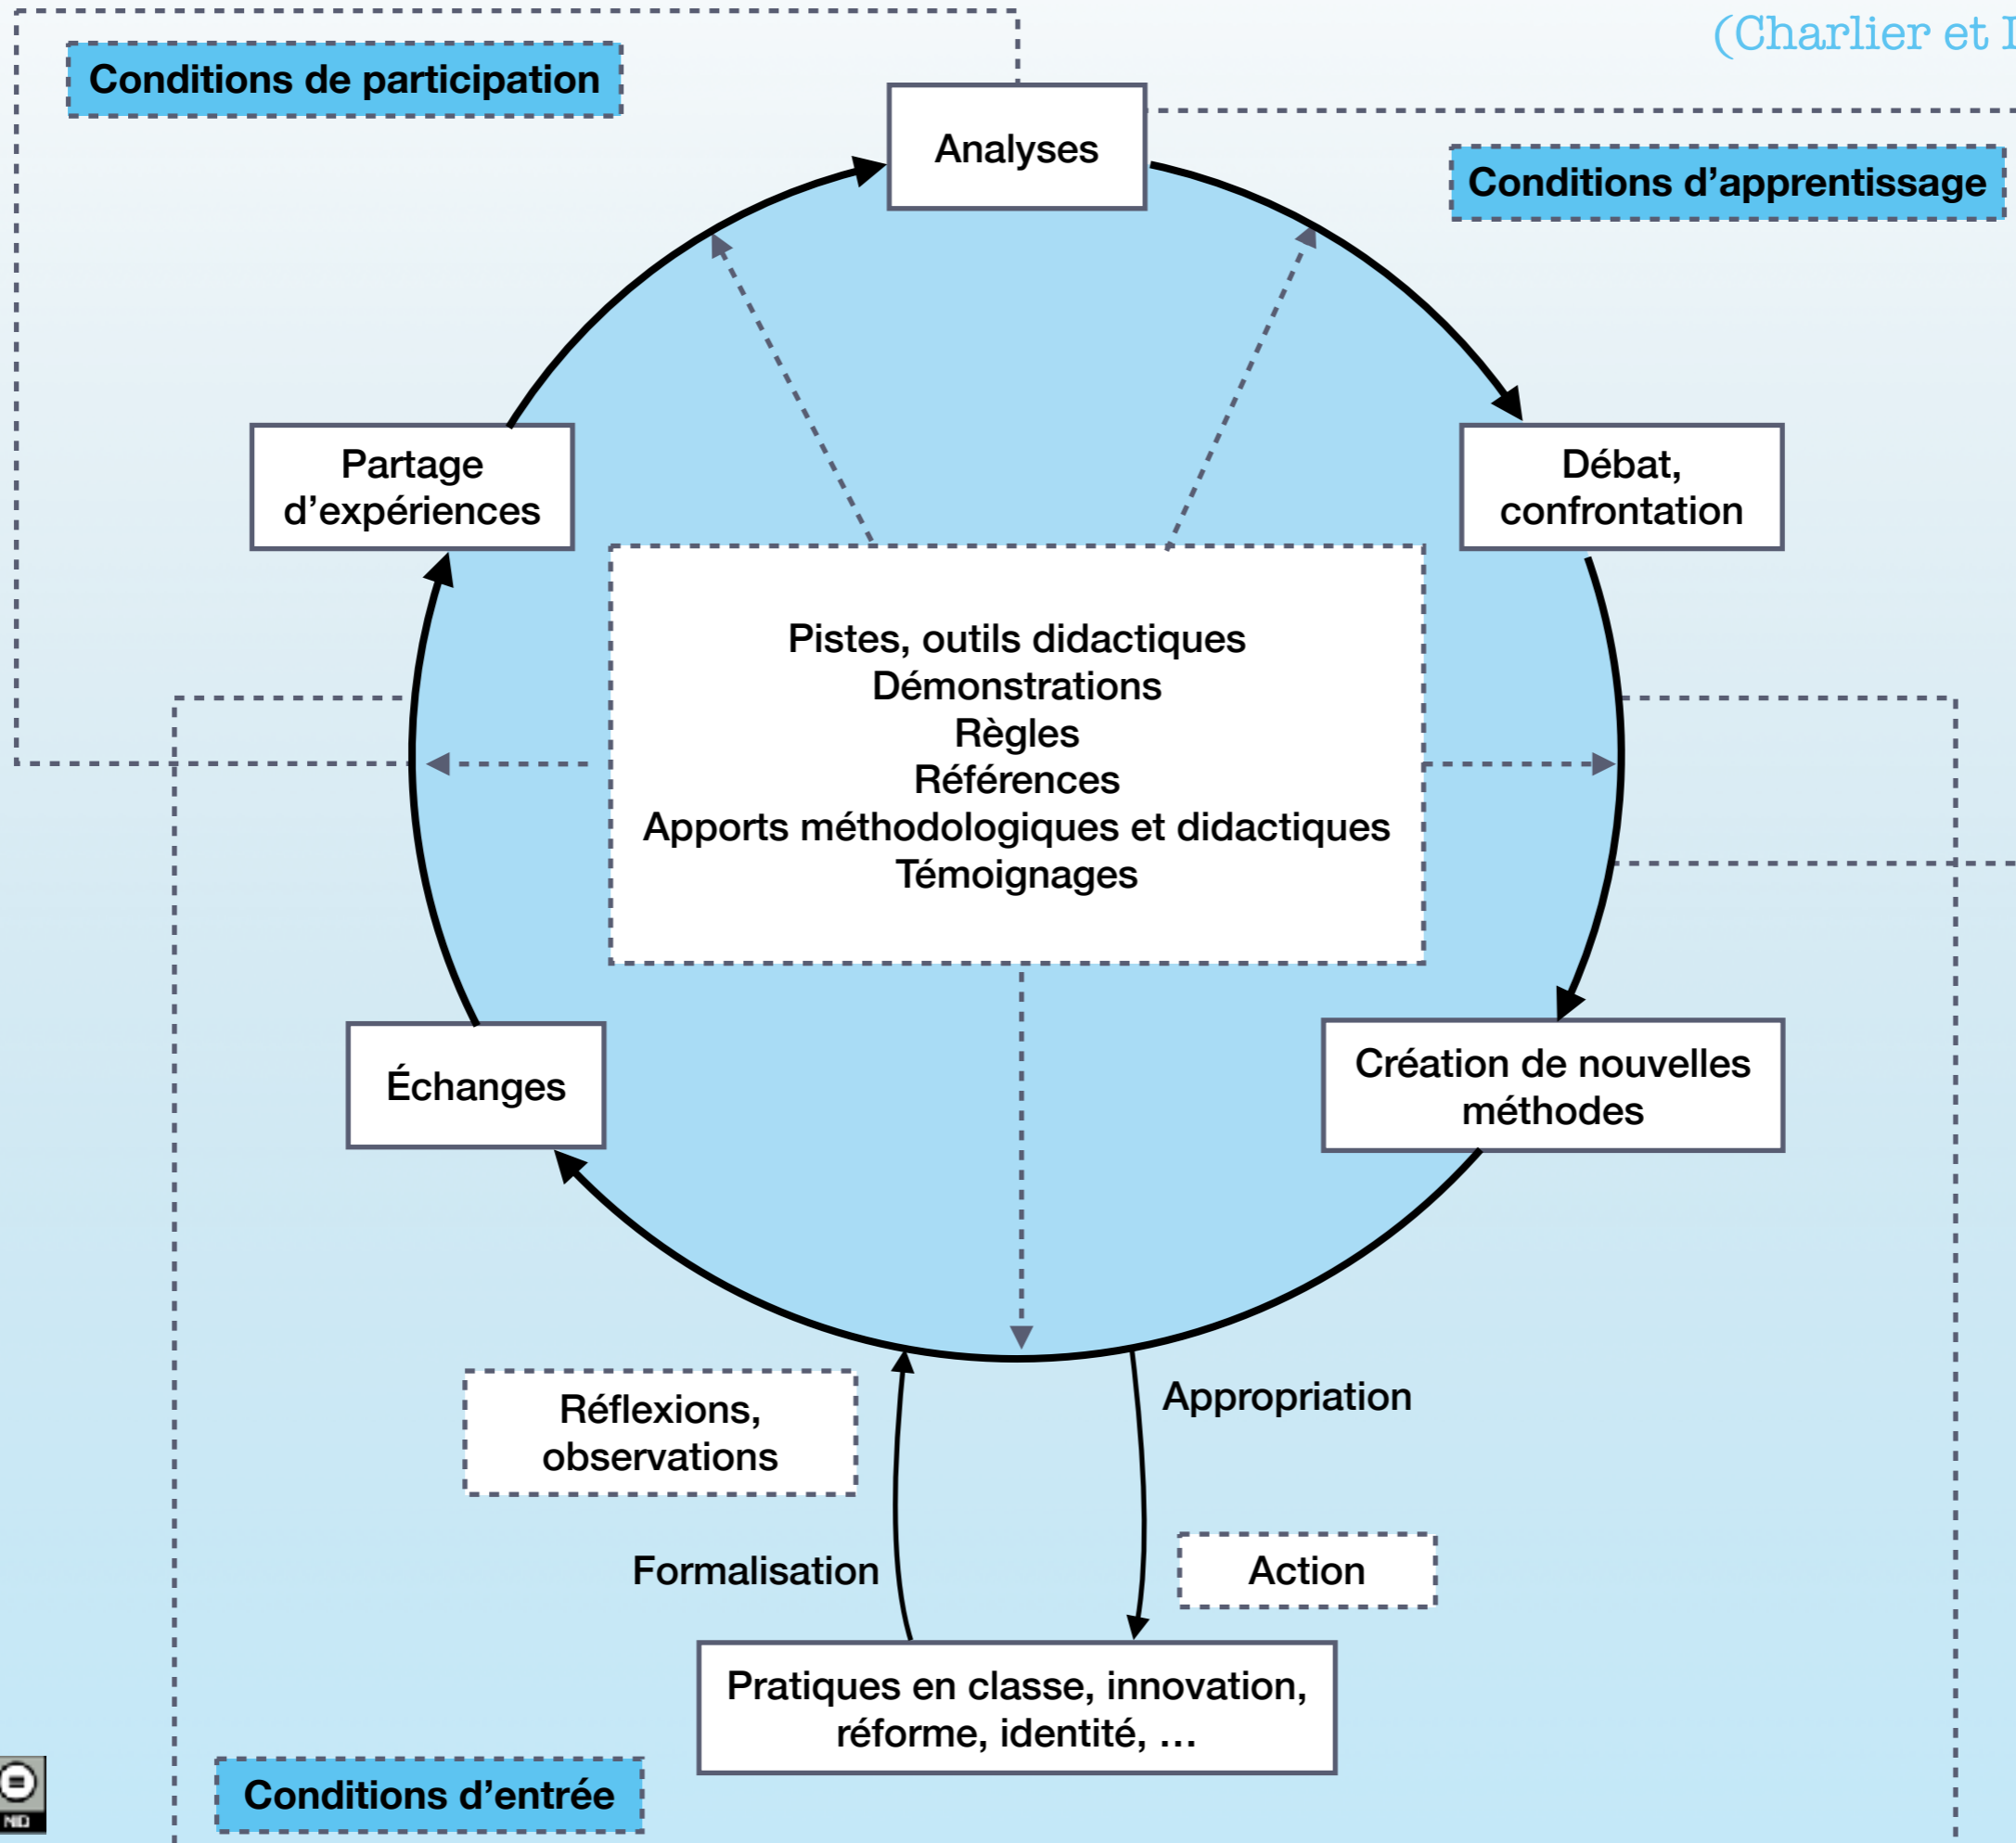 (Charlier et
Conditions de participation
Analyses
Conditions d’apprentissage
Partage
d’expériences
Débat,
confrontation
Pistes, outils didactiques
Démonstrations
Règles
Références
Apports méthodologiques et didactiques
Témoignages
Échanges
Création de nouvelles
méthodes
Réflexions,
observations
Appropriation
Formalisation
Action
Pratiques en classe, innovation,
réforme, identité, ...
Conditions d’entrée
ND